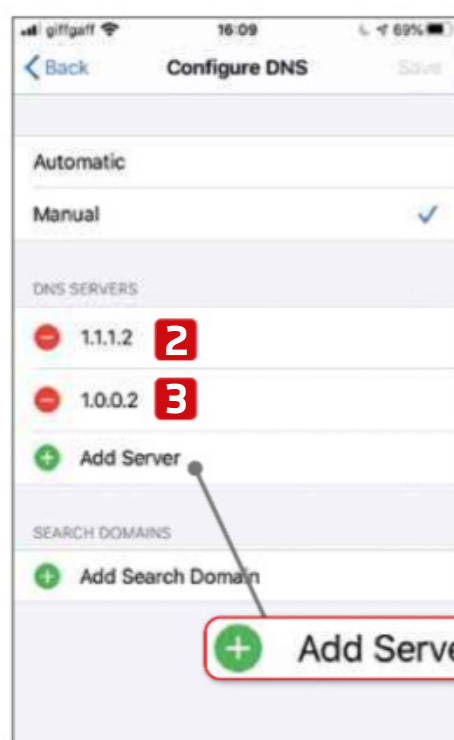 giffgaff 16:09 69%
Back Configure DNS Save
Automatic
Manual
DNS SERVERS
1.1.1.2 2
1.0.0.2 3
Add Server
SEARCH DOMAINS
Add Search Domain
Add Serve